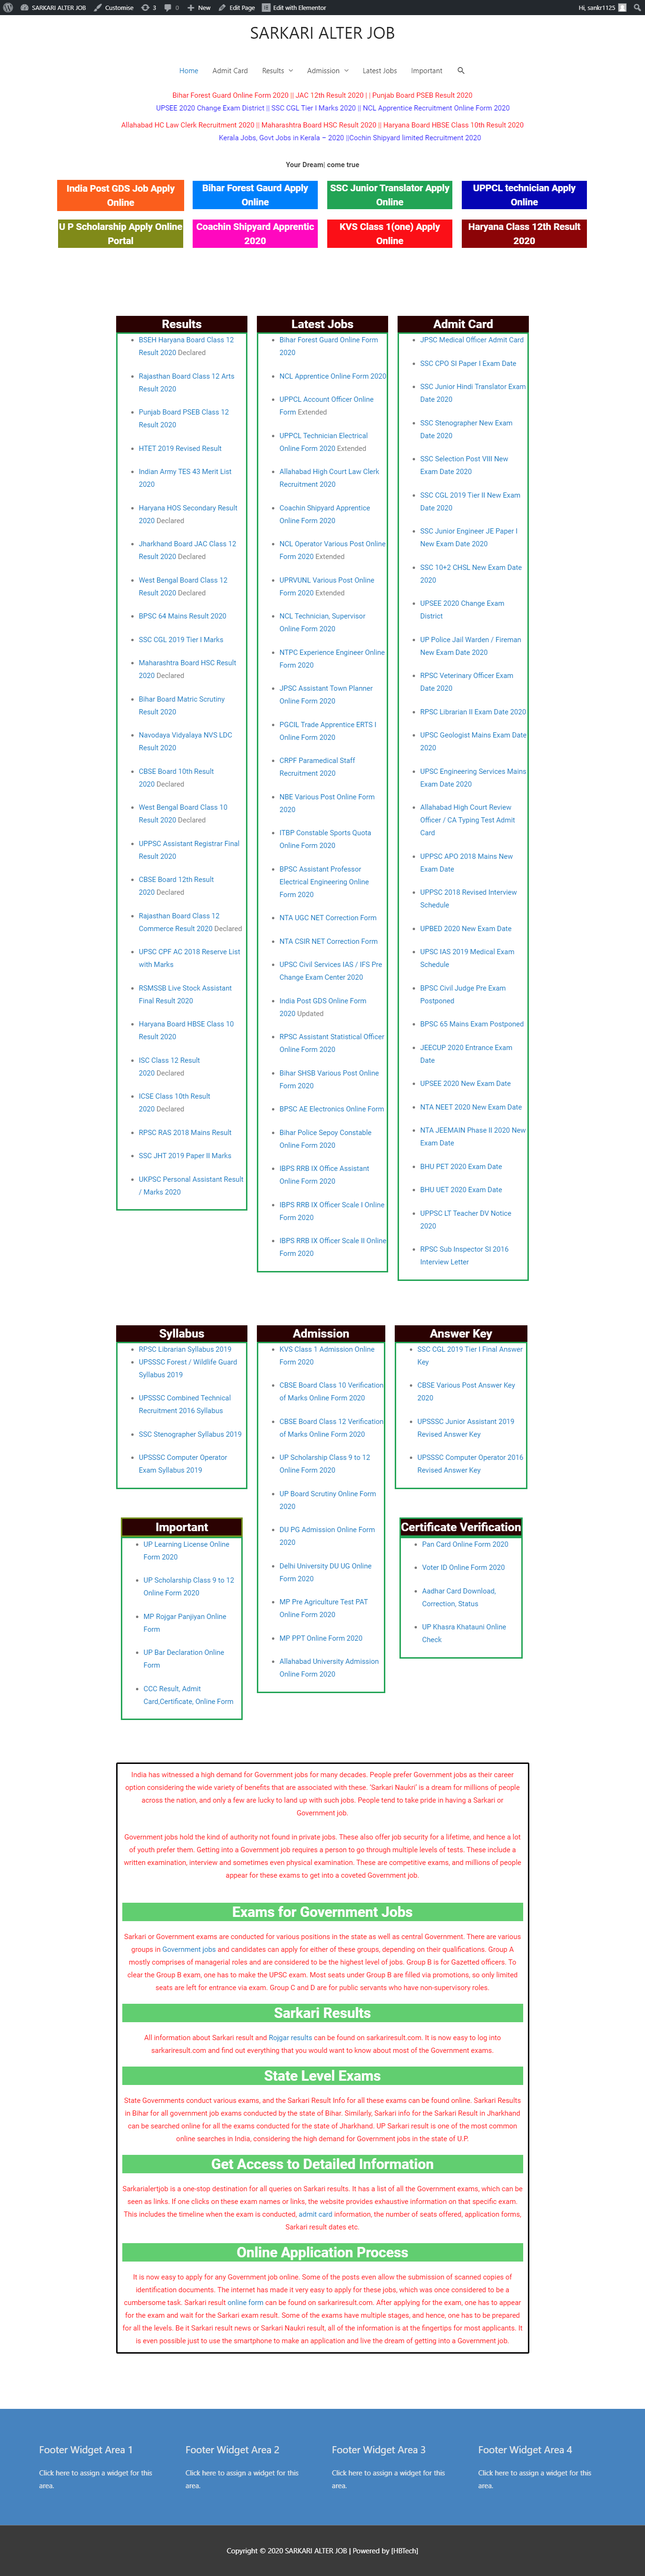 SARKARI ALTER JOB Customise 3 0 New Edit Page Edit with Elementor Hi, sankr1125
SARKARI ALTER JOB
Home Admit Card Results Admission Latest Jobs Important
Bihar Forest Guard Online Form 2020 || JAC 12th Result 2020 | | Punjab Board PSEB Result 2020
UPSEE 2020 Change Exam District || SSC CGL Tier I Marks 2020 || NCL Apprentice Recruitment Online Form 2020
Allahabad HC Law Clerk Recruitment 2020 || Maharashtra Board HSC Result 2020 || Haryana Board HBSE Class 10th Result 2020
Kerala Jobs, Govt Jobs in Kerala – 2020 ||Cochin Shipyard limited Recruitment 2020
Your Dream| come true
India Post GDS Job Apply
Online
Bihar Forest Gaurd Apply
Online
SSC Junior Translator Apply
Online
UPPCL technician Apply
Online
U P Scholarship Apply Online
Portal
Coachin Shipyard Apprentic
2020
KVS Class 1(one) Apply
Online
Haryana Class 12th Result
2020
Results
BSEH Haryana Board Class 12
Result 2020 Declared
Rajasthan Board Class 12 Arts
Result 2020
Punjab Board PSEB Class 12
Result 2020
HTET 2019 Revised Result
Indian Army TES 43 Merit List
2020
Haryana HOS Secondary Result
2020 Declared
Jharkhand Board JAC Class 12
Result 2020 Declared
West Bengal Board Class 12
Result 2020 Declared
BPSC 64 Mains Result 2020
SSC CGL 2019 Tier I Marks
Maharashtra Board HSC Result
2020 Declared
Bihar Board Matric Scrutiny
Result 2020
Navodaya Vidyalaya NVS LDC
Result 2020
CBSE Board 10th Result
2020 Declared
West Bengal Board Class 10
Result 2020 Declared
UPPSC Assistant Registrar Final
Result 2020
CBSE Board 12th Result
2020 Declared
Rajasthan Board Class 12
Commerce Result 2020 Declared
UPSC CPF AC 2018 Reserve List
with Marks
RSMSSB Live Stock Assistant
Final Result 2020
Haryana Board HBSE Class 10
Result 2020
ISC Class 12 Result
2020 Declared
ICSE Class 10th Result
2020 Declared
RPSC RAS 2018 Mains Result
SSC JHT 2019 Paper II Marks
UKPSC Personal Assistant Result
/ Marks 2020
Latest Jobs
Bihar Forest Guard Online Form
2020
NCL Apprentice Online Form 2020
UPPCL Account Officer Online
Form Extended
UPPCL Technician Electrical
Online Form 2020 Extended
Allahabad High Court Law Clerk
Recruitment 2020
Coachin Shipyard Apprentice
Online Form 2020
NCL Operator Various Post Online
Form 2020 Extended
UPRVUNL Various Post Online
Form 2020 Extended
NCL Technician, Supervisor
Online Form 2020
NTPC Experience Engineer Online
Form 2020
JPSC Assistant Town Planner
Online Form 2020
PGCIL Trade Apprentice ERTS I
Online Form 2020
CRPF Paramedical Staff
Recruitment 2020
NBE Various Post Online Form
2020
ITBP Constable Sports Quota
Online Form 2020
BPSC Assistant Professor
Electrical Engineering Online
Form 2020
NTA UGC NET Correction Form
NTA CSIR NET Correction Form
UPSC Civil Services IAS / IFS Pre
Change Exam Center 2020
India Post GDS Online Form
2020 Updated
RPSC Assistant Statistical Officer
Online Form 2020
Bihar SHSB Various Post Online
Form 2020
BPSC AE Electronics Online Form
Bihar Police Sepoy Constable
Online Form 2020
IBPS RRB IX Office Assistant
Online Form 2020
IBPS RRB IX Officer Scale I Online
Form 2020
IBPS RRB IX Officer Scale II Online
Form 2020
Admit Card
JPSC Medical Officer Admit Card
SSC CPO SI Paper I Exam Date
SSC Junior Hindi Translator Exam
Date 2020
SSC Stenographer New Exam
Date 2020
SSC Selection Post VIII New
Exam Date 2020
SSC CGL 2019 Tier II New Exam
Date 2020
SSC Junior Engineer JE Paper I
New Exam Date 2020
SSC 10+2 CHSL New Exam Date
2020
UPSEE 2020 Change Exam
District
UP Police Jail Warden / Fireman
New Exam Date 2020
RPSC Veterinary Officer Exam
Date 2020
RPSC Librarian II Exam Date 2020
UPSC Geologist Mains Exam Date
2020
UPSC Engineering Services Mains
Exam Date 2020
Allahabad High Court Review
Officer / CA Typing Test Admit
Card
UPPSC APO 2018 Mains New
Exam Date
UPPSC 2018 Revised Interview
Schedule
UPBED 2020 New Exam Date
UPSC IAS 2019 Medical Exam
Schedule
BPSC Civil Judge Pre Exam
Postponed
BPSC 65 Mains Exam Postponed
JEECUP 2020 Entrance Exam
Date
UPSEE 2020 New Exam Date
NTA NEET 2020 New Exam Date
NTA JEEMAIN Phase II 2020 New
Exam Date
BHU PET 2020 Exam Date
BHU UET 2020 Exam Date
UPPSC LT Teacher DV Notice
2020
RPSC Sub Inspector SI 2016
Interview Letter
Syllabus
RPSC Librarian Syllabus 2019
UPSSSC Forest / Wildlife Guard
Syllabus 2019
UPSSSC Combined Technical
Recruitment 2016 Syllabus
SSC Stenographer Syllabus 2019
UPSSSC Computer Operator
Exam Syllabus 2019
Important
UP Learning License Online
Form 2020
UP Scholarship Class 9 to 12
Online Form 2020
MP Rojgar Panjiyan Online
Form
UP Bar Declaration Online
Form
CCC Result, Admit
Card,Certificate, Online Form
Admission
KVS Class 1 Admission Online
Form 2020
CBSE Board Class 10 Verification
of Marks Online Form 2020
CBSE Board Class 12 Verification
of Marks Online Form 2020
UP Scholarship Class 9 to 12
Online Form 2020
UP Board Scrutiny Online Form
2020
DU PG Admission Online Form
2020
Delhi University DU UG Online
Form 2020
MP Pre Agriculture Test PAT
Online Form 2020
MP PPT Online Form 2020
Allahabad University Admission
Online Form 2020
Answer Key
SSC CGL 2019 Tier I Final Answer
Key
CBSE Various Post Answer Key
2020
UPSSSC Junior Assistant 2019
Revised Answer Key
UPSSSC Computer Operator 2016
Revised Answer Key
Certificate Verification
Pan Card Online Form 2020
Voter ID Online Form 2020
Aadhar Card Download,
Correction, Status
UP Khasra Khatauni Online
Check
India has witnessed a high demand for Government jobs for many decades. People prefer Government jobs as their career
option considering the wide variety of benefits that are associated with these. 'Sarkari Naukri' is a dream for millions of people
across the nation, and only a few are lucky to land up with such jobs. People tend to take pride in having a Sarkari or
Government job.
Government jobs hold the kind of authority not found in private jobs. These also offer job security for a lifetime, and hence a lot
of youth prefer them. Getting into a Government job requires a person to go through multiple levels of tests. These include a
written examination, interview and sometimes even physical examination. These are competitive exams, and millions of people
appear for these exams to get into a coveted Government job.
Exams for Government Jobs
Sarkari or Government exams are conducted for various positions in the state as well as central Government. There are various
groups in Government jobs and candidates can apply for either of these groups, depending on their qualifications. Group A
mostly comprises of managerial roles and are considered to be the highest level of jobs. Group B is for Gazetted officers. To
clear the Group B exam, one has to make the UPSC exam. Most seats under Group B are filled via promotions, so only limited
seats are left for entrance via exam. Group C and D are for public servants who have non-supervisory roles.
Sarkari Results
All information about Sarkari result and Rojgar results can be found on sarkariresult.com. It is now easy to log into
sarkariresult.com and find out everything that you would want to know about most of the Government exams.
State Level Exams
State Governments conduct various exams, and the Sarkari Result Info for all these exams can be found online. Sarkari Results
in Bihar for all government job exams conducted by the state of Bihar. Similarly, Sarkari info for the Sarkari Result in Jharkhand
can be searched online for all the exams conducted for the state of Jharkhand. UP Sarkari result is one of the most common
online searches in India, considering the high demand for Government jobs in the state of U.P.
Get Access to Detailed Information
Sarkarialertjob is a one-stop destination for all queries on Sarkari results. It has a list of all the Government exams, which can be
seen as links. If one clicks on these exam names or links, the website provides exhaustive information on that specific exam.
This includes the timeline when the exam is conducted, admit card information, the number of seats offered, application forms,
Sarkari result dates etc.
Online Application Process
It is now easy to apply for any Government job online. Some of the posts even allow the submission of scanned copies of
identification documents. The internet has made it very easy to apply for these jobs, which was once considered to be a
cumbersome task. Sarkari result online form can be found on sarkariresult.com. After applying for the exam, one has to appear
for the exam and wait for the Sarkari exam result. Some of the exams have multiple stages, and hence, one has to be prepared
for all the levels. Be it Sarkari result news or Sarkari Naukri result, all of the information is at the fingertips for most applicants. It
is even possible just to use the smartphone to make an application and live the dream of getting into a Government job.
Footer Widget Area 1
Click here to assign a widget for this
area.
Footer Widget Area 2
Click here to assign a widget for this
area.
Footer Widget Area 3
Click here to assign a widget for this
area.
Footer Widget Area 4
Click here to assign a widget for this
area.
Copyright © 2020 SARKARI ALTER JOB | Powered by [HBTech]